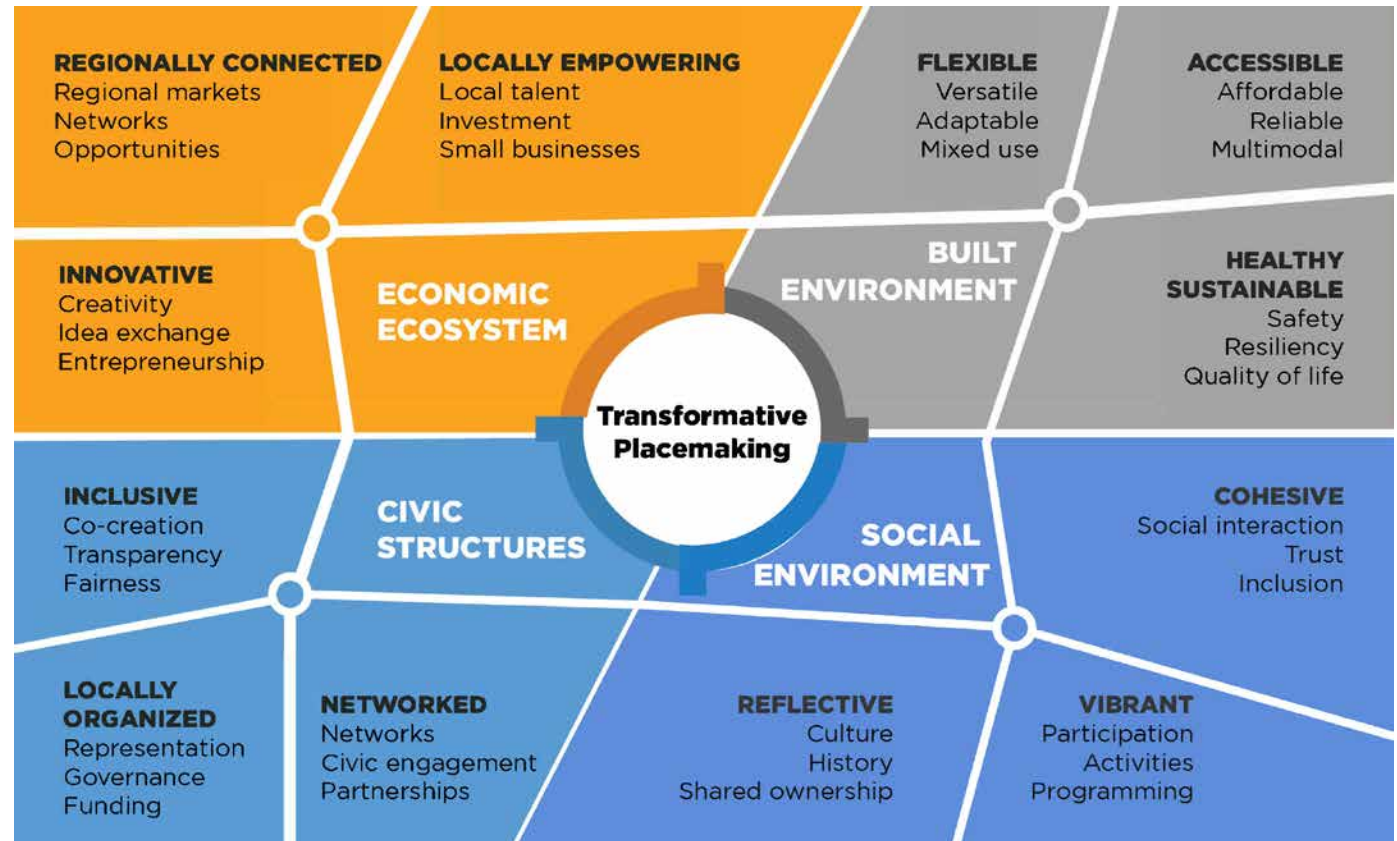 REGIONALLY CONNECTED
Regional markets
Networks
Opportunities
LOCALLY EMPOWERING
Local talent
Investment
Small businesses
FLEXIBLE
Versatile
Adaptable
Mixed use
ACCESSIBLE
Affordable
Reliable
Multimodal
INNOVATIVE
Creativity
Idea exchange
Entrepreneurship
ECONOMIC
ECOSYSTEM
BUILT
ENVIRONMENT
HEALTHY
SUSTAINABLE
Safety
Resiliency
Quality of life
Transformative
Placemaking
INCLUSIVE
Co-creation
Transparency
Fairness
CIVIC
STRUCTURES
SOCIAL
ENVIRONMENT
COHESIVE
Social interaction
Trust
Inclusion
LOCALLY
ORGANIZED
Representation
Governance
Funding
NETWORKED
Networks
Civic engagement
Partnerships
REFLECTIVE
Culture
History
Shared ownership
VIBRANT
Participation
Activities
Programming